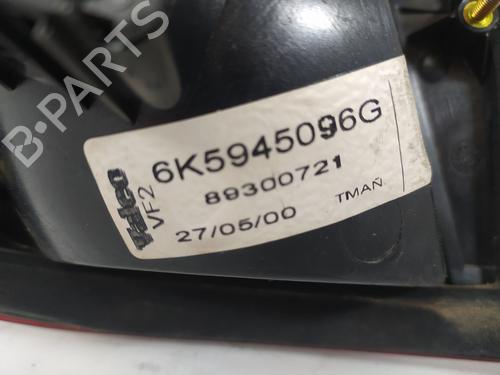 6K5945096G
89300721
27/05/00 TMAÑ
Valeo
VF2
B-PARTS